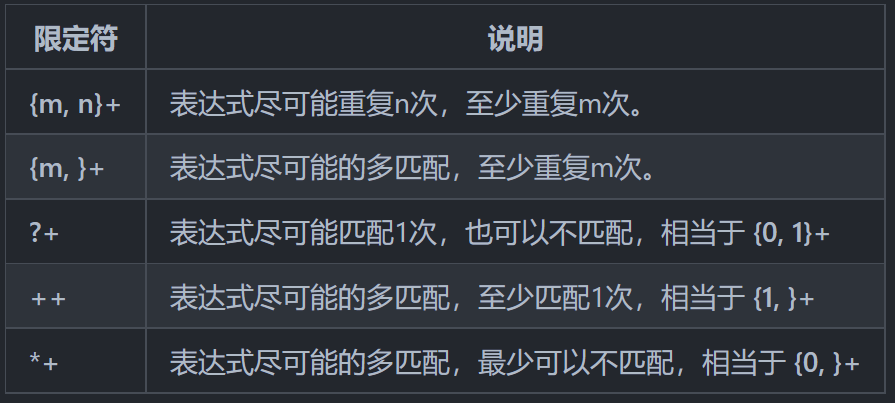 限定符 说明
{m, n}+ 表达式尽可能重复n次，至少重复m次。
{m, }+ 表达式尽可能的多匹配，至少重复m次。
?+ 表达式尽可能匹配1次，也可以不匹配，相当于 {0, 1}+
++ 表达式尽可能的多匹配，至少匹配1次，相当于 {1, }+
*+ 表达式尽可能的多匹配，最少可以不匹配，相当于 {0, }+